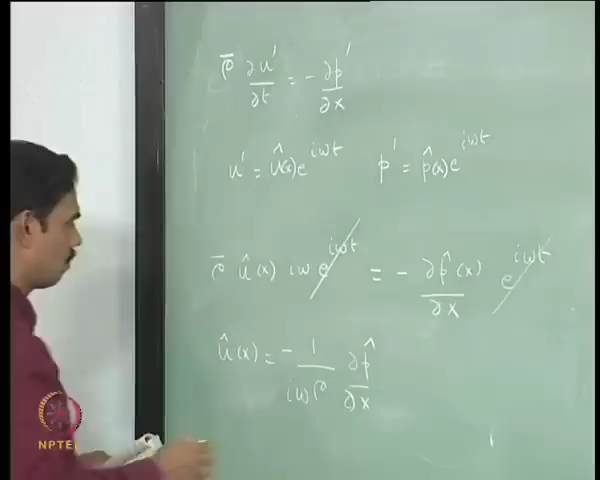 ρ̄ ∂u'/∂t = - ∂p'/∂x
u' = û(x) e^{iωt} p' = p̂(x) e^{iωt}
ρ̄ û(x) iω e^{iωt} = - ∂p̂(x)/∂x e^{iωt}
û(x) = - 1/(iωρ) ∂p̂/∂x
NPTEL